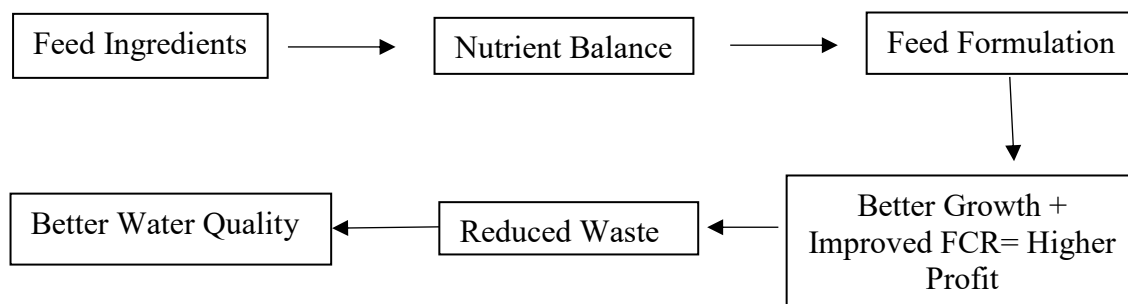 Feed Ingredients
Nutrient Balance
Feed Formulation
Better Growth +
Improved FCR= Higher
Profit
Reduced Waste
Better Water Quality